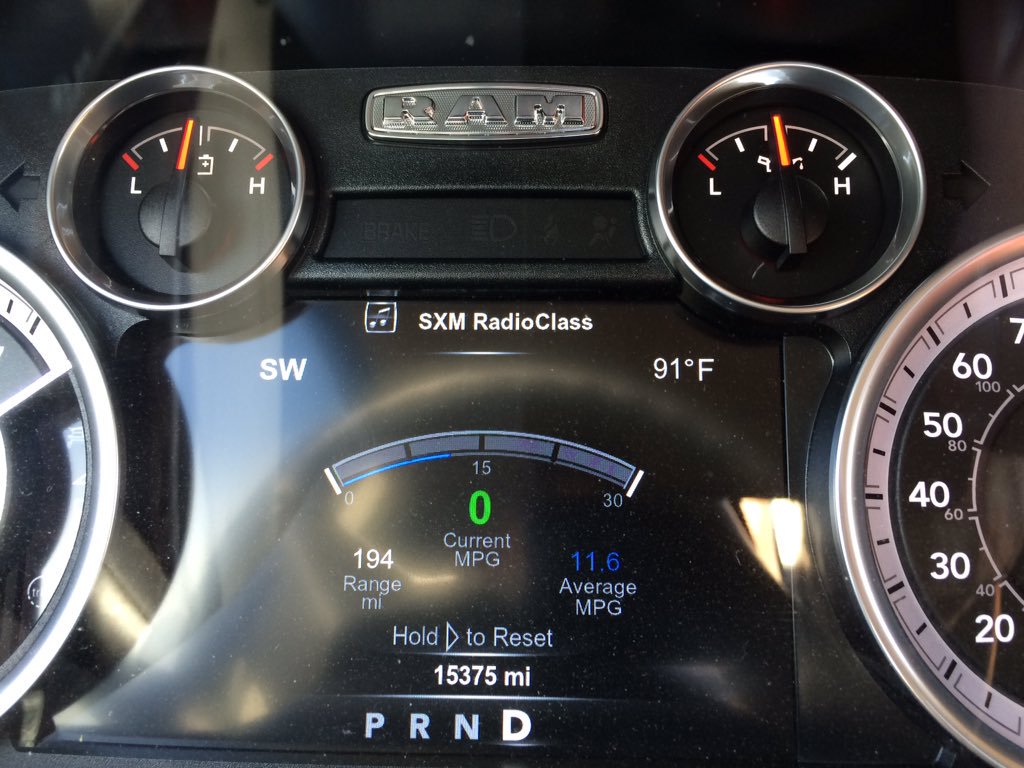 RAM
L H
L H
BRAKE
SXM RadioClass
SW
91°F
0
15
30
0
Current
MPG
194
Range
mi
11.6
Average
MPG
Hold ▷ to Reset
15375 mi
P R N D
60
50
40
30
20
100
80
60
40